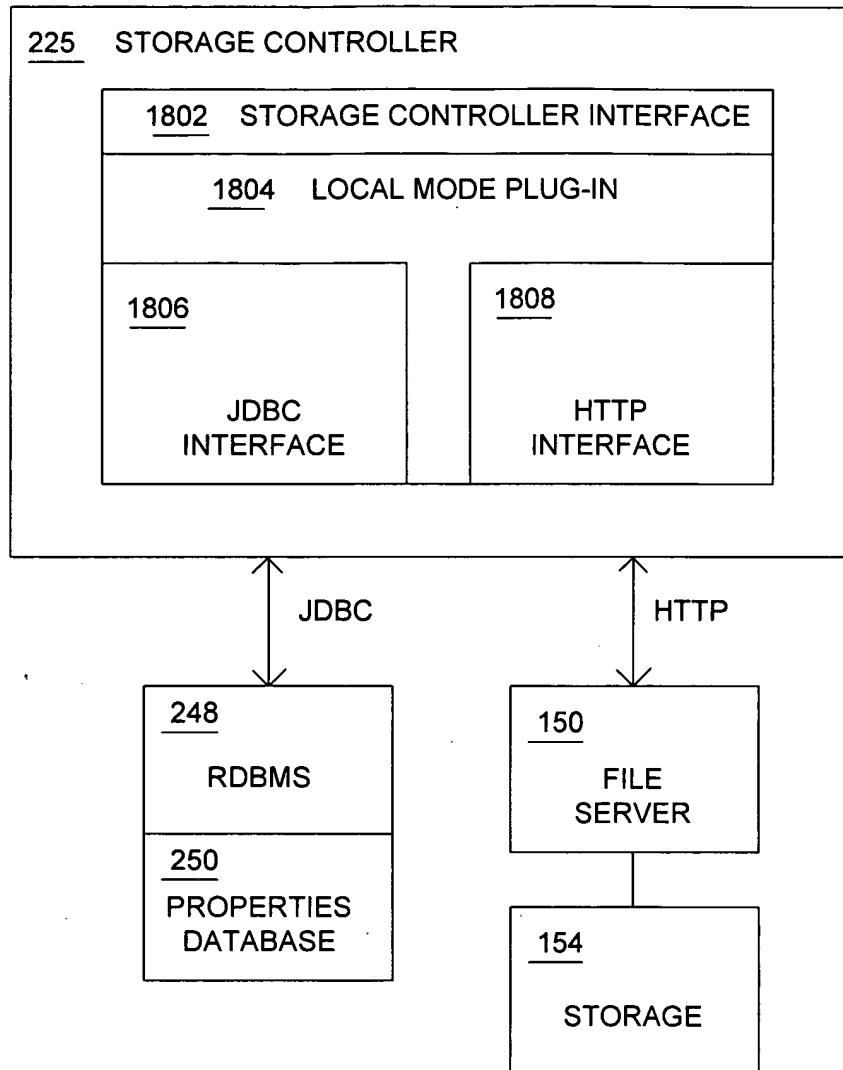 225 STORAGE CONTROLLER
1802 STORAGE CONTROLLER INTERFACE
1804 LOCAL MODE PLUG-IN
1806
JDBC
INTERFACE
1808
HTTP
INTERFACE
JDBC
HTTP
248
RDBMS
250
PROPERTIES
DATABASE
150
FILE
SERVER
154
STORAGE